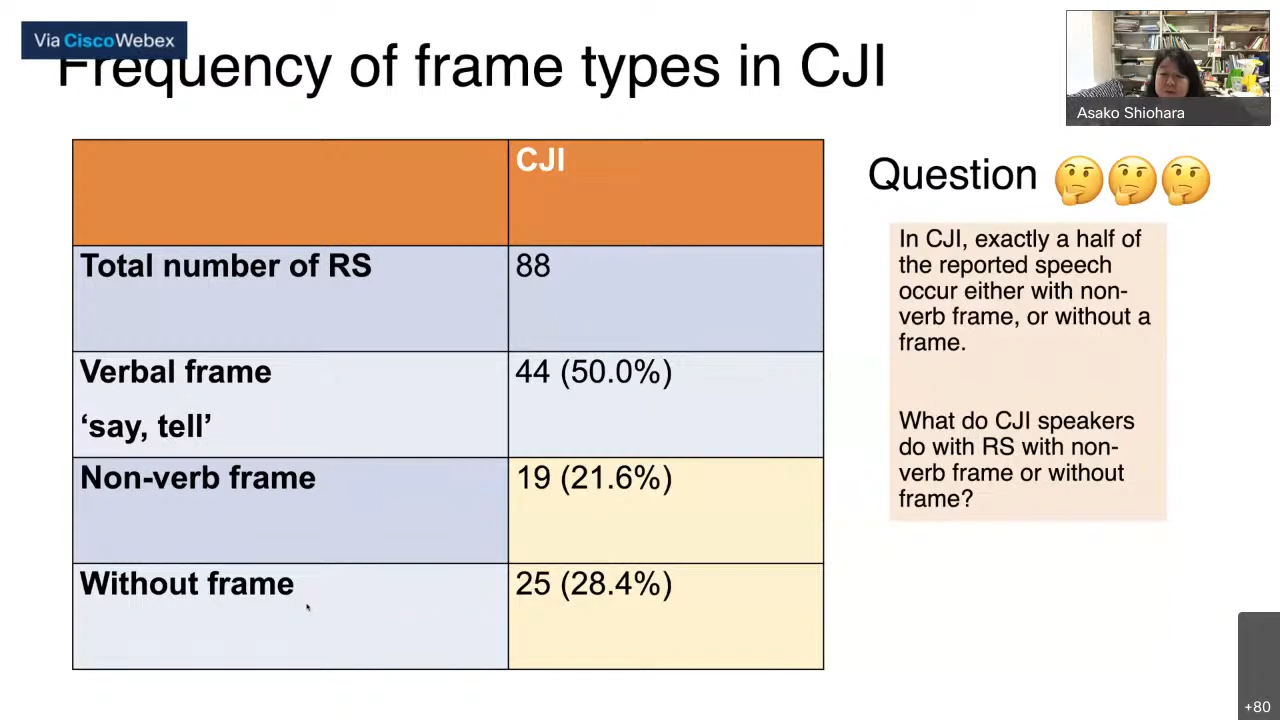 Via Cisco Webex
Frequency of frame types in CJI
Asako Shiohara
CJI
Total number of RS
88
Verbal frame
‘say, tell’
44 (50.0%)
Non-verb frame
19 (21.6%)
Without frame
25 (28.4%)
Question 🤔🤔🤔
In CJI, exactly a half of
the reported speech
occur either with non-
verb frame, or without a
frame.
What do CJI speakers
do with RS with non-
verb frame or without
frame?
+80